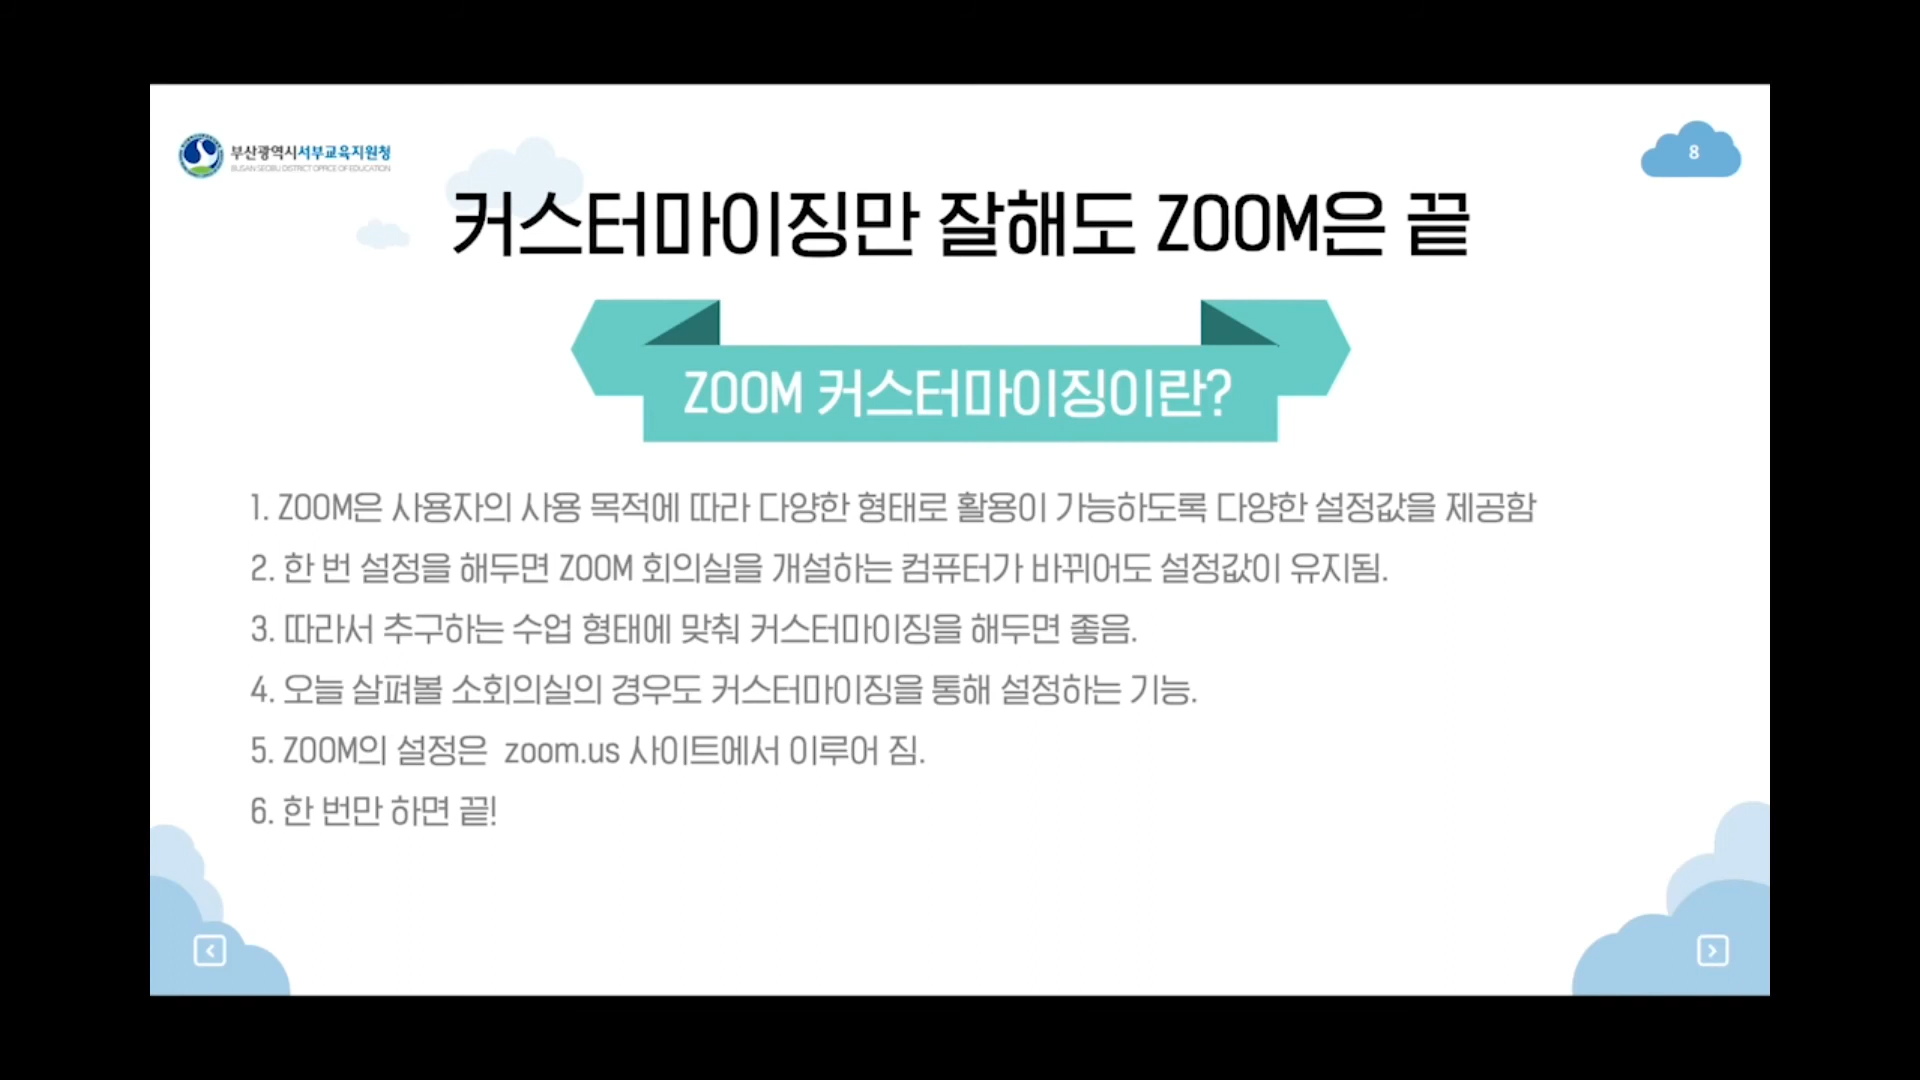 부산광역시서부교육지원청
BUSAN SEOBU DISTRICT OFFICE OF EDUCATION
8
커스터마이징만 잘해도 ZOOM은 끝
ZOOM 커스터마이징이란?
1. ZOOM은 사용자의 사용 목적에 따라 다양한 형태로 활용이 가능하도록 다양한 설정값을 제공함
2. 한 번 설정을 해두면 ZOOM 회의실을 개설하는 컴퓨터가 바뀌어도 설정값이 유지됨.
3. 따라서 추구하는 수업 형태에 맞춰 커스터마이징을 해두면 좋음.
4. 오늘 살펴볼 소회의실의 경우도 커스터마이징을 통해 설정하는 기능.
5. ZOOM의 설정은 zoom.us 사이트에서 이루어 짐.
6. 한 번만 하면 끝!